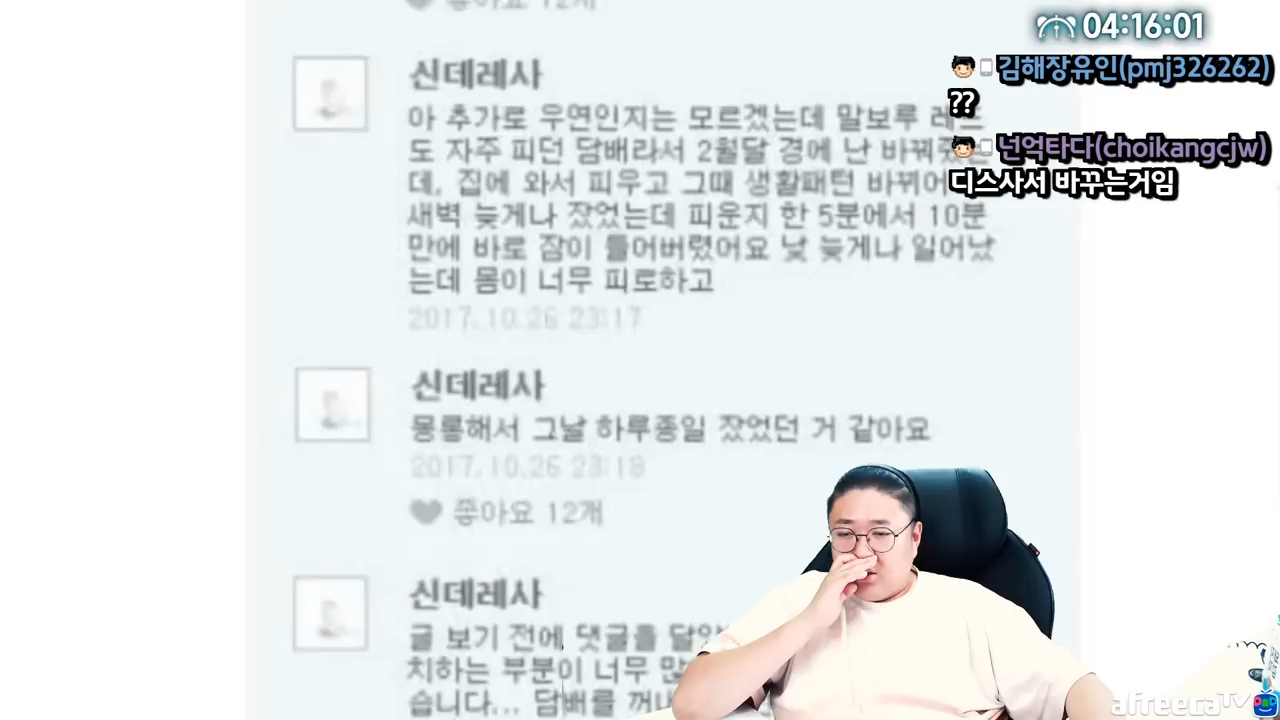 좋아요 12개
신데레사
아 추가로 우연인지는 모르겠는데 말보루 레드
도 자주 피던 담배라서 2월달 경에 난 바꿔
데, 집에 와서 피우고 그때 생활패턴 바뀌어
새벽 늦게나 잤었는데 피운지 한 5분에서 10분
만에 바로 잠이 들어버렸어요 낮 늦게나 일어났
는데 몸이 너무 피로하고
2017.10.26 23:17
신데레사
몽롱해서 그날 하루종일 잤었던 거 같아요
2017.10.26 23:18
좋아요 12개
신데레사
글 보기 전에 댓글을
치하는 부분이 너무
습니다... 담배를
04:16:01
김해장유인(pmj326262)
??
넌억타다(choikangcjw)
디스사서 바꾸는거임
afreecaTV